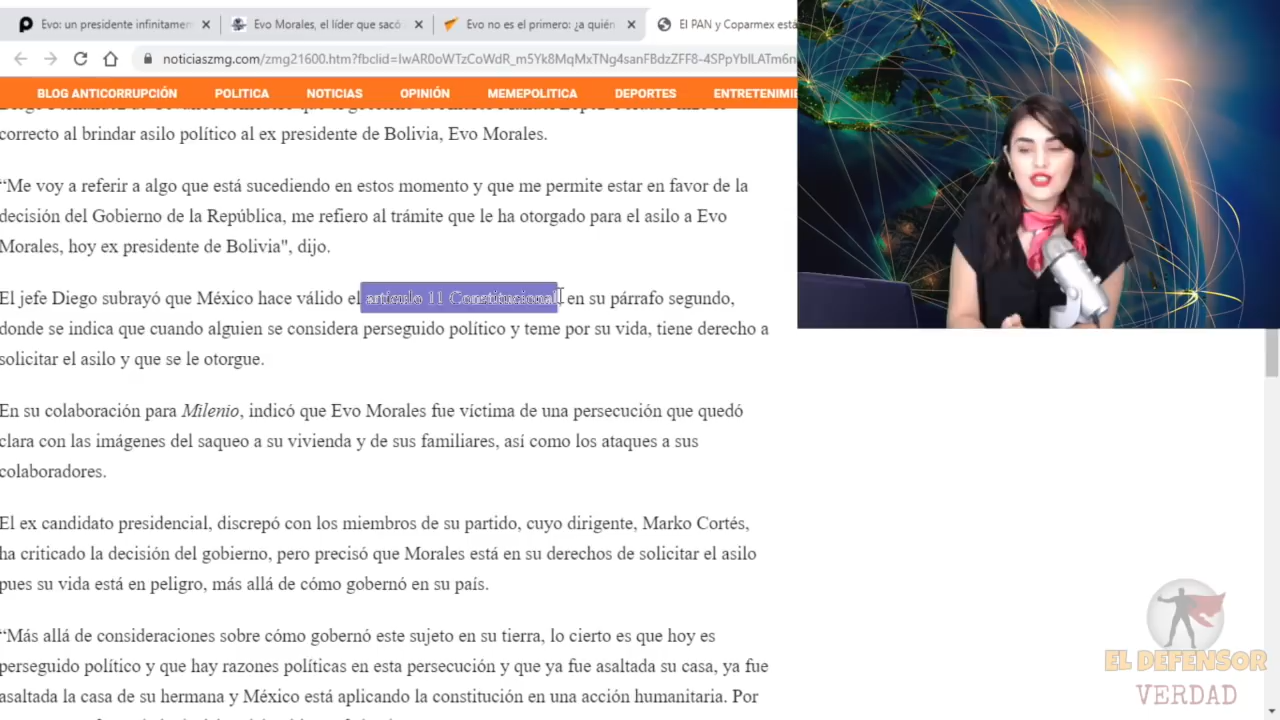 Evo: un presidente infinitamen
Evo Morales, el líder que sacó
Evo no es el primero: ¿a quién
El PAN y Coparmex está
noticiaszmg.com/zmg21600.htm?fbclid=IwAR0oWTzCoWdR_m5Yk8MqMxTNg4sanFBdzZFF8-4SPpYbILATm6n
BLOG ANTICORRUPCIÓN POLITICA NOTICIAS OPINIÓN MEMEPOLITICA DEPORTES ENTRETENIMIE
correcto al brindar asilo político al ex presidente de Bolivia, Evo Morales.
“Me voy a referir a algo que está sucediendo en estos momento y que me permite estar en favor de la
decisión del Gobierno de la República, me refiero al trámite que le ha otorgado para el asilo a Evo
Morales, hoy ex presidente de Bolivia", dijo.
El jefe Diego subrayó que México hace válido el artículo 11 Constitucional en su párrafo segundo,
donde se indica que cuando alguien se considera perseguido político y teme por su vida, tiene derecho a
solicitar el asilo y que se le otorgue.
En su colaboración para Milenio, indicó que Evo Morales fue víctima de una persecución que quedó
clara con las imágenes del saqueo a su vivienda y de sus familiares, así como los ataques a sus
colaboradores.
El ex candidato presidencial, discrepó con los miembros de su partido, cuyo dirigente, Marko Cortés,
ha criticado la decisión del gobierno, pero precisó que Morales está en su derechos de solicitar el asilo
pues su vida está en peligro, más allá de cómo gobernó en su país.
“Más allá de consideraciones sobre cómo gobernó este sujeto en su tierra, lo cierto es que hoy es
perseguido político y que hay razones políticas en esta persecución y que ya fue asaltada su casa, ya fue
asaltada la casa de su hermana y México está aplicando la constitución en una acción humanitaria. Por
EL DEFENSOR
VERDAD